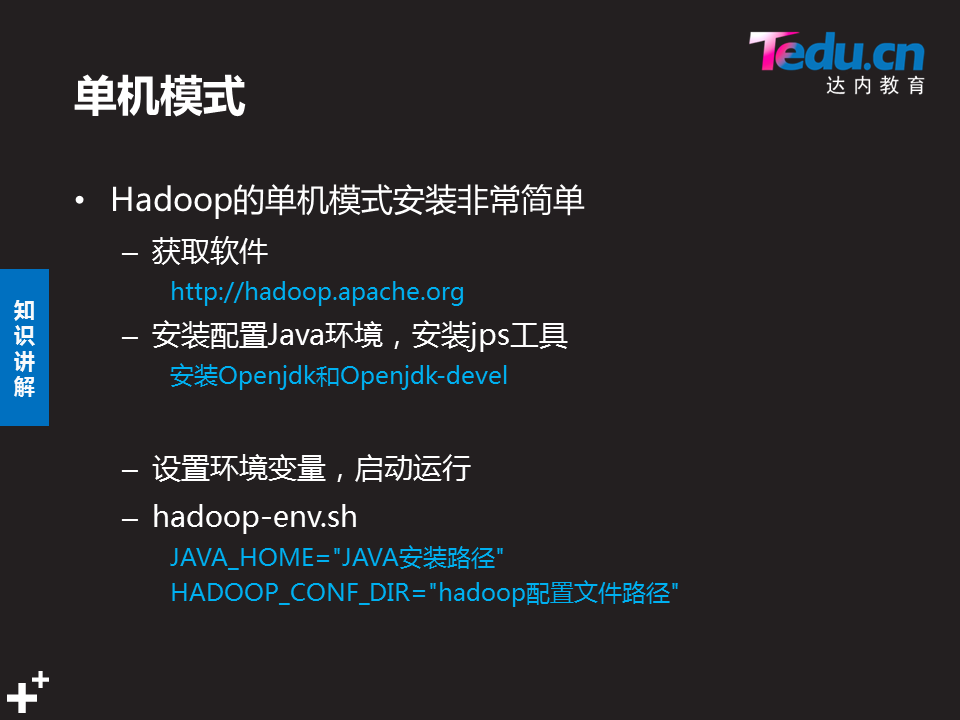 Tedu.cn
达内教育
单机模式
• Hadoop的单机模式安装非常简单
– 获取软件
http://hadoop.apache.org
– 安装配置Java环境，安装jps工具
安装Openjdk和Openjdk-devel
– 设置环境变量，启动运行
– hadoop-env.sh
JAVA_HOME="JAVA安装路径"
HADOOP_CONF_DIR="hadoop配置文件路径"
知
识
讲
解